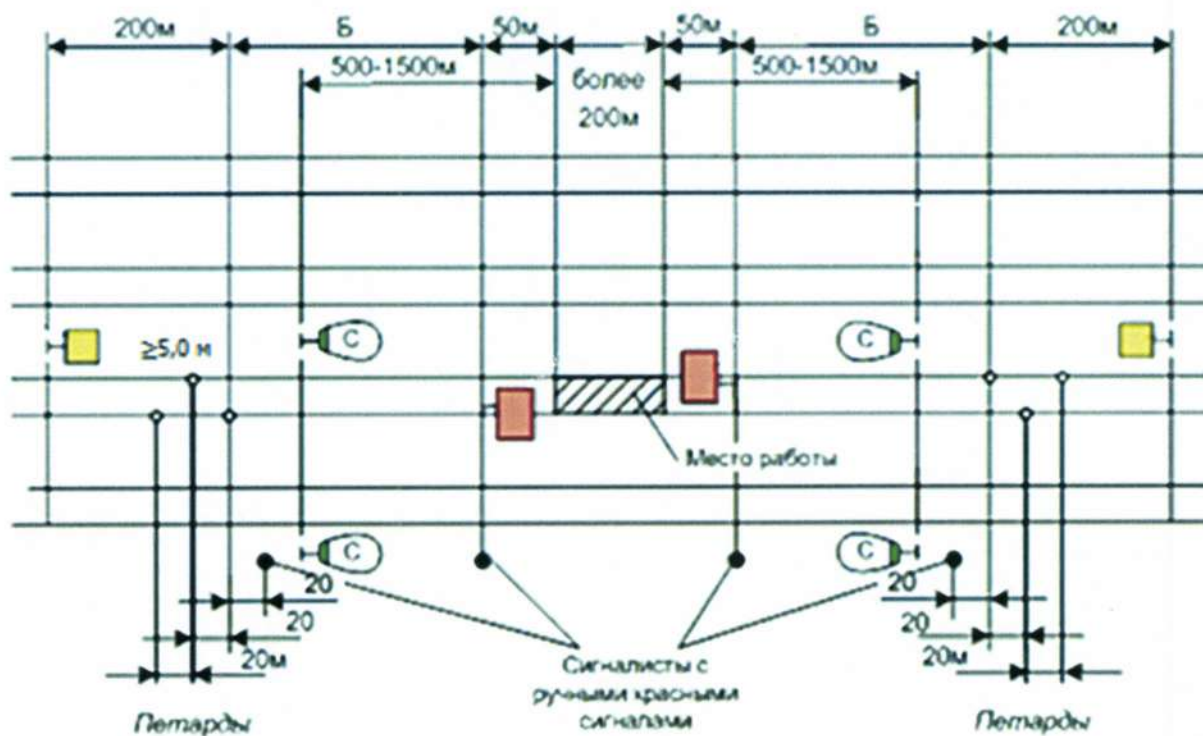 200м Б 50м 50м Б 200м
500-1500м более 500-1500м
200м
≥5,0 м С С
Место работы
С С
20 20
20 20
20м 20м
Сигналисты с
ручными красными
сигналами
Петарды Петарды